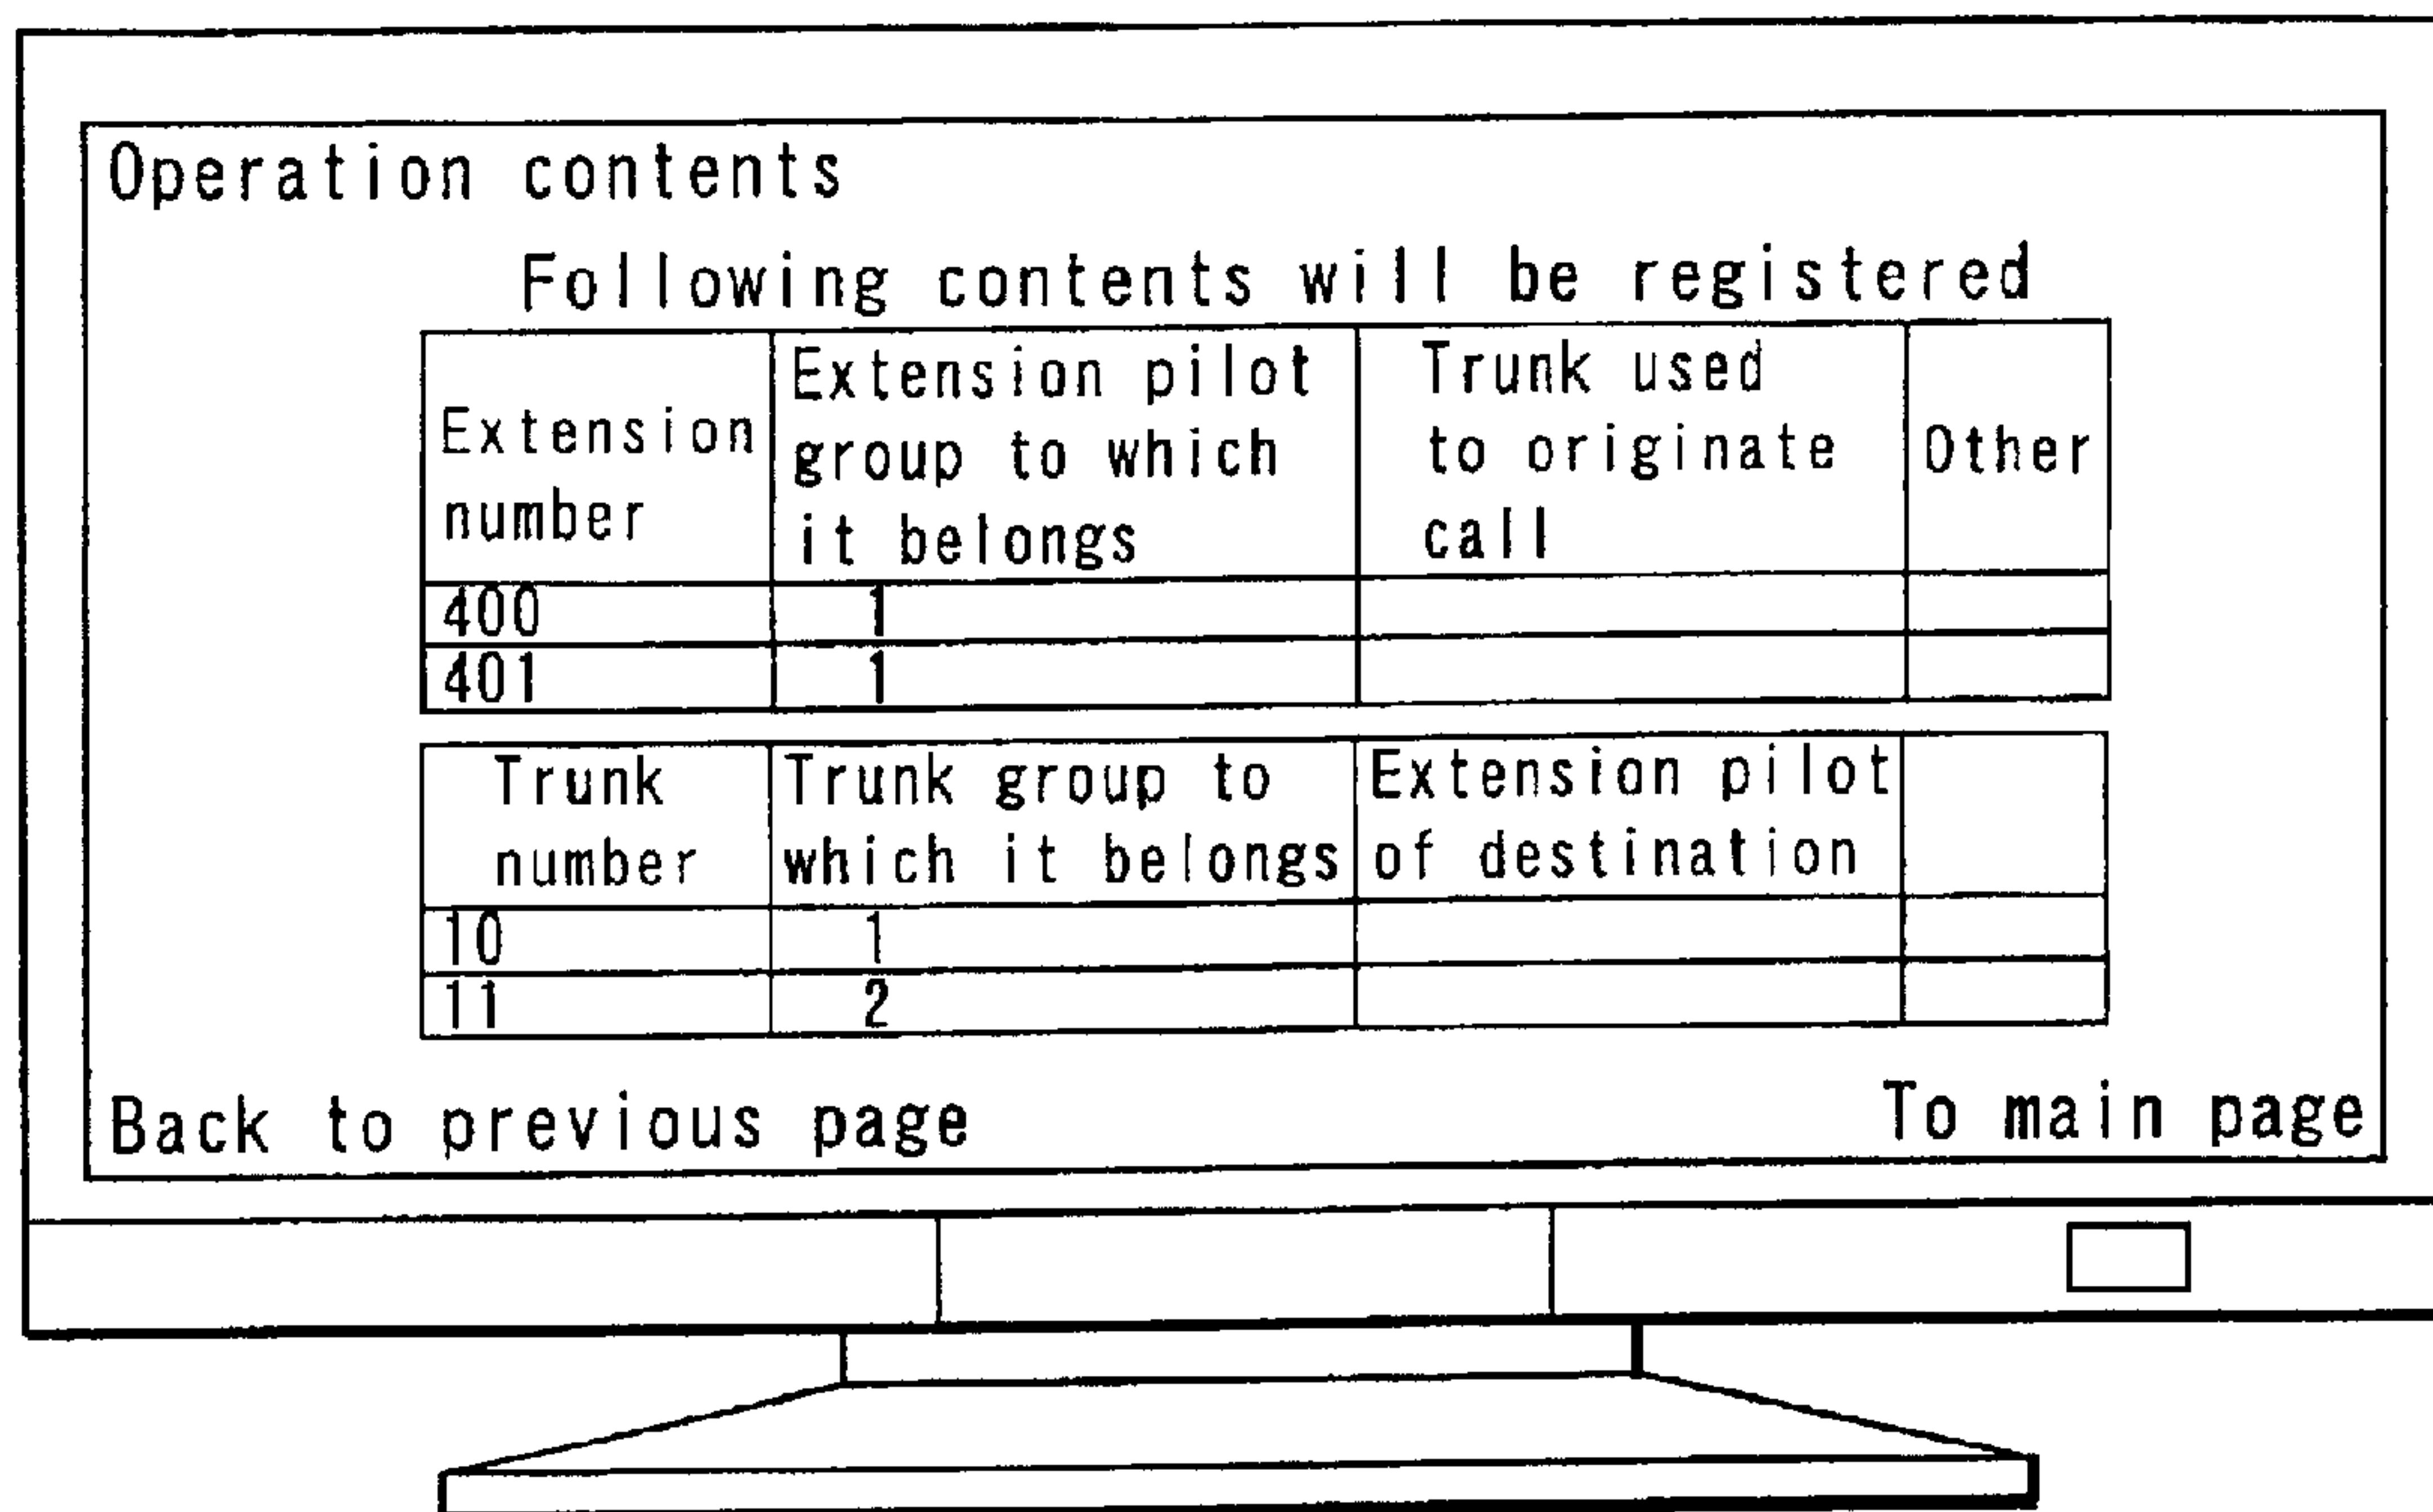 Operation contents
Following contents will be registered
Extension number | Extension pilot group to which it belongs | Trunk used to originate call | Other
400 | 1
401 | 1
Trunk number | Trunk group to which it belongs | Extension pilot of destination
10 | 1
11 | 2
Back to previous page    To main page